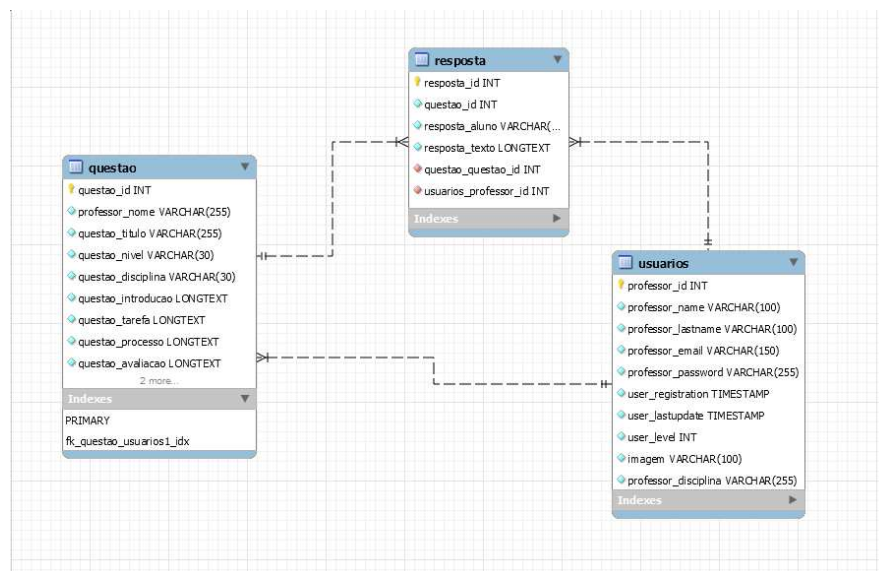 resposta
resposta_id INT
questao_id INT
resposta_aluno VARCHAR(...
resposta_texto LONGTEXT
questao_questao_id INT
usuarios_professor_id INT
Indexes
questao
questao_id INT
professor_nome VARCHAR(255)
questao_titulo VARCHAR(255)
questao_nivel VARCHAR(30)
questao_disciplina VARCHAR(30)
questao_introducao LONGTEXT
questao_tarefa LONGTEXT
questao_processo LONGTEXT
questao_avaliacao LONGTEXT
2 more...
Indexes
PRIMARY
fk_questao_usuarios1_idx
usuarios
professor_id INT
professor_name VARCHAR(100)
professor_lastname VARCHAR(100)
professor_email VARCHAR(150)
professor_password VARCHAR(255)
user_registration TIMESTAMP
user_lastupdate TIMESTAMP
user_level INT
imagem VARCHAR(100)
professor_disciplina VARCHAR(255)
Indexes